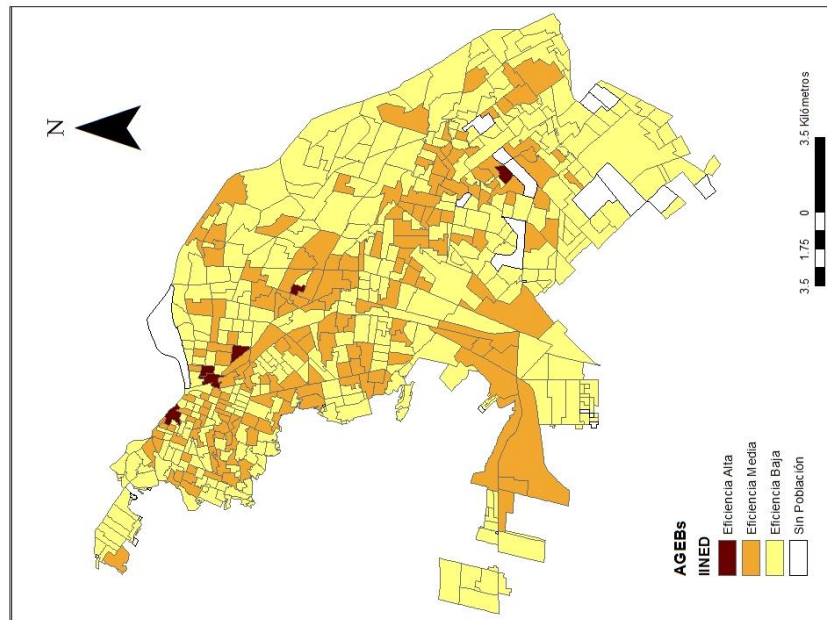 N
3.5 1.75 0 3.5 Kilómetros
AGEBs
IINED
Eficiencia Alta
Eficiencia Media
Eficiencia Baja
Sin Población